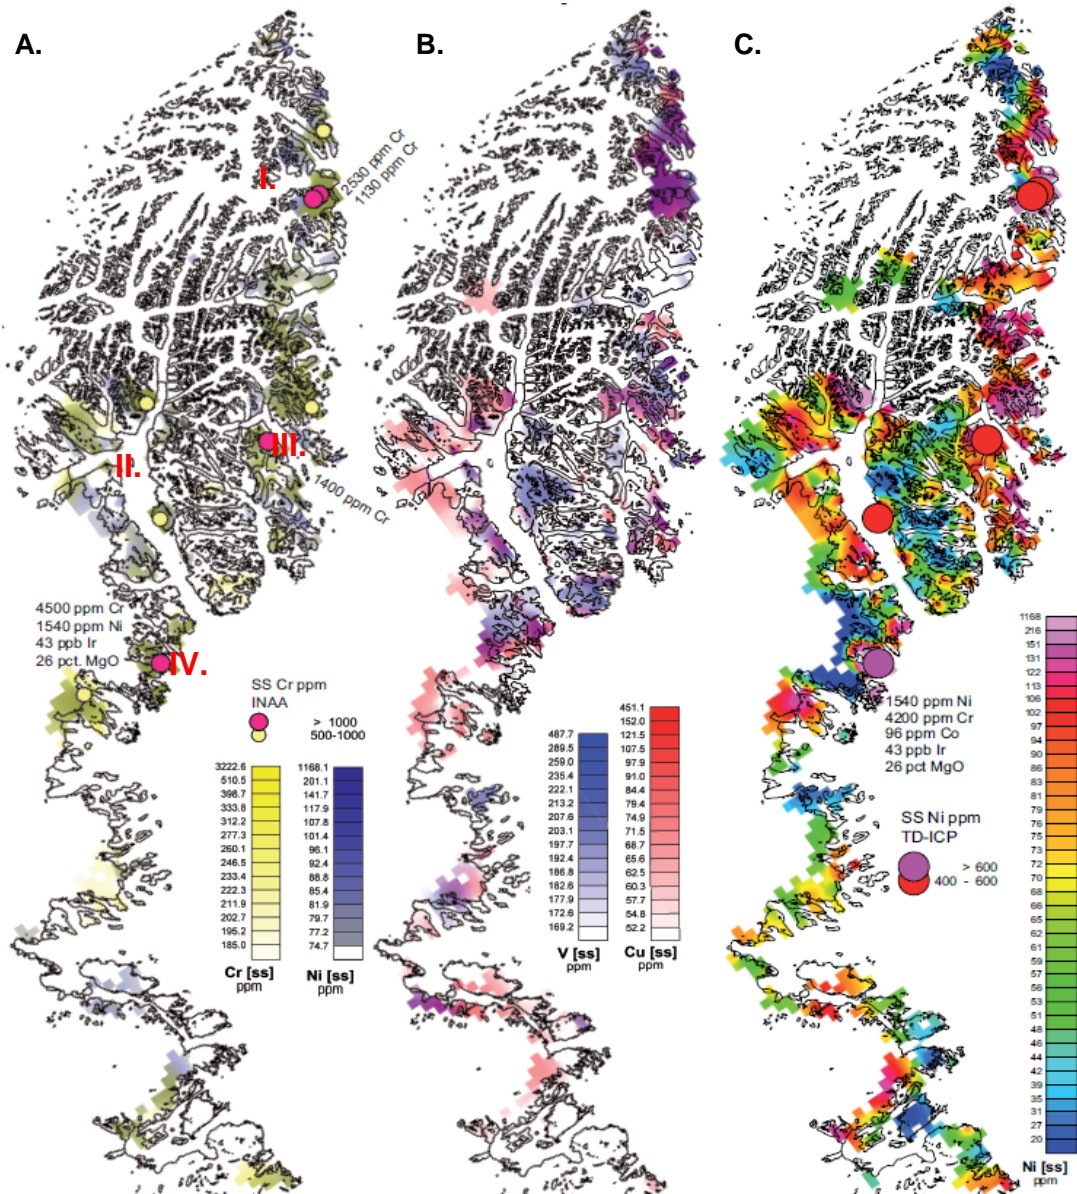 A.
B.
C.
I.
2530 ppm Cr
1130 ppm Cr
II.
III.
1400 ppm Cr
4500 ppm Cr
1540 ppm Ni
43 ppb Ir
26 pct. MgO
IV.
SS Cr ppm
INAA
> 1000
500-1000
3222.6
510.5
398.7
333.8
312.2
277.3
260.1
246.5
233.4
222.3
211.9
202.7
195.2
185.0
Cr [ss]
ppm
1168.1
201.1
141.7
117.9
107.8
101.4
96.1
92.4
88.8
85.4
81.9
79.7
77.2
74.7
Ni [ss]
ppm
487.7
289.5
259.0
235.4
222.1
213.2
207.6
203.1
197.7
192.4
186.8
182.6
177.9
172.6
169.2
V [ss]
ppm
451.1
152.0
121.5
107.5
97.9
91.0
84.2
79.4
74.9
71.5
68.7
65.6
62.5
60.3
57.7
54.8
52.2
Cu [ss]
ppm
1540 ppm Ni
4200 ppm Cr
96 ppm Co
43 ppb Ir
26 pct MgO
SS Ni ppm
TD-ICP
> 600
400 - 600
1168
216
151
131
122
113
106
102
97
94
90
86
83
81
79
76
75
73
72
70
68
66
65
62
59
56
53
51
48
46
44
42
39
35
31
27
20
Ni [ss]
ppm